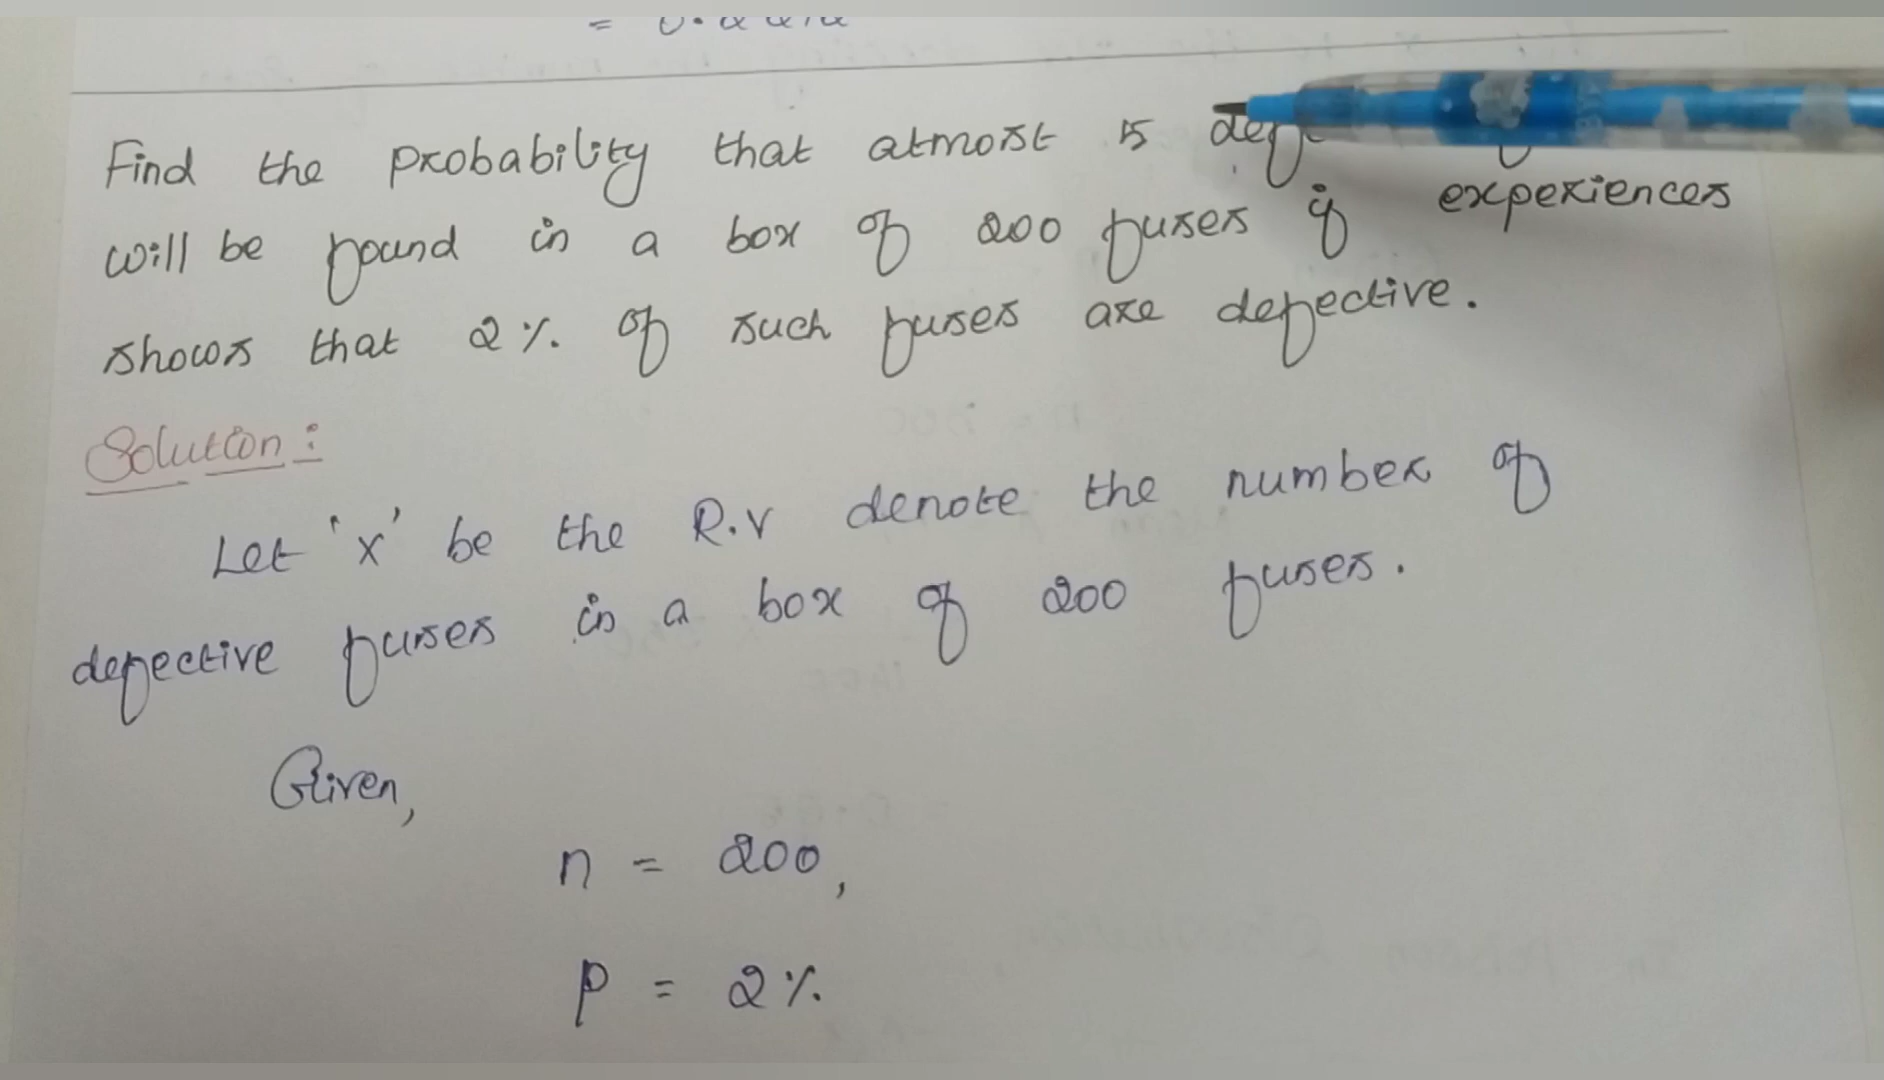 Find the probability that atmost 5
will be found in a box of 200 fuses if experiences
shows that 2% of such fuses are defective.
Solution:
Let 'x' be the R.V denote the number of
defective fuses in a box of 200 fuses.
Given,
n = 200,
p = 2%